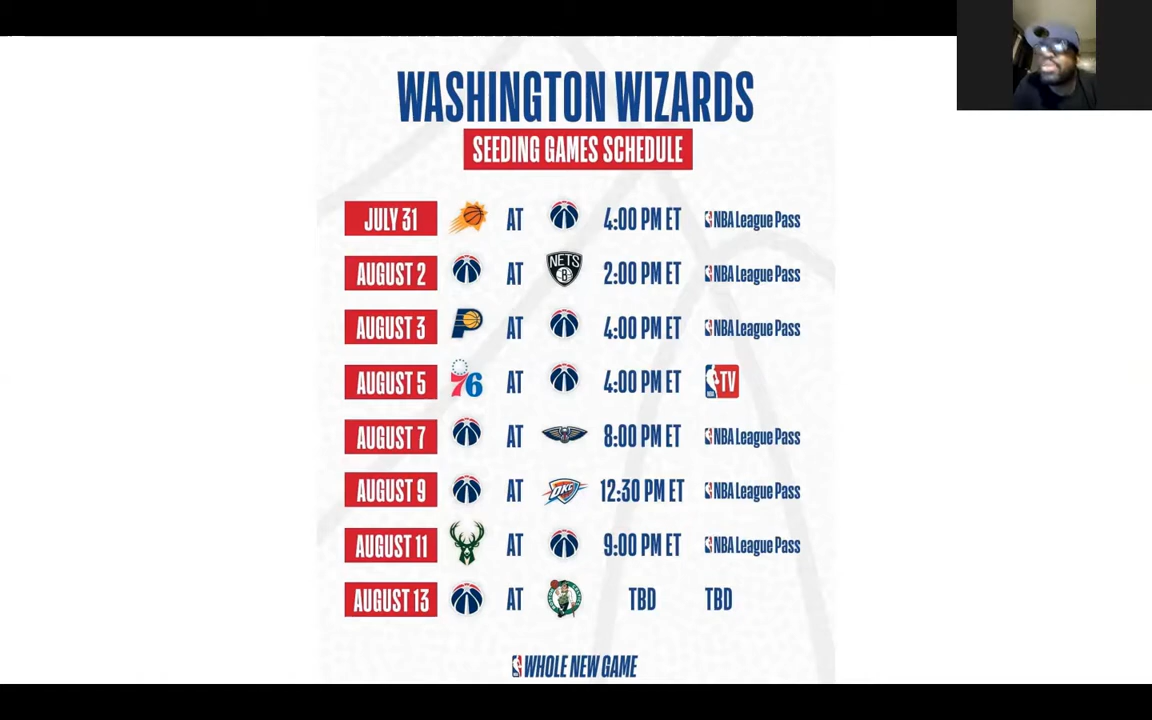 WASHINGTON WIZARDS
SEEDING GAMES SCHEDULE
JULY 31 AT 4:00 PM ET NBA League Pass
AUGUST 2 AT NETS B 2:00 PM ET NBA League Pass
AUGUST 3 P AT 4:00 PM ET NBA League Pass
AUGUST 5 76 AT 4:00 PM ET TV
AUGUST 7 AT 8:00 PM ET NBA League Pass
AUGUST 9 AT OKC 12:30 PM ET NBA League Pass
AUGUST 11 AT 9:00 PM ET NBA League Pass
AUGUST 13 AT TBD TBD
WHOLE NEW GAME